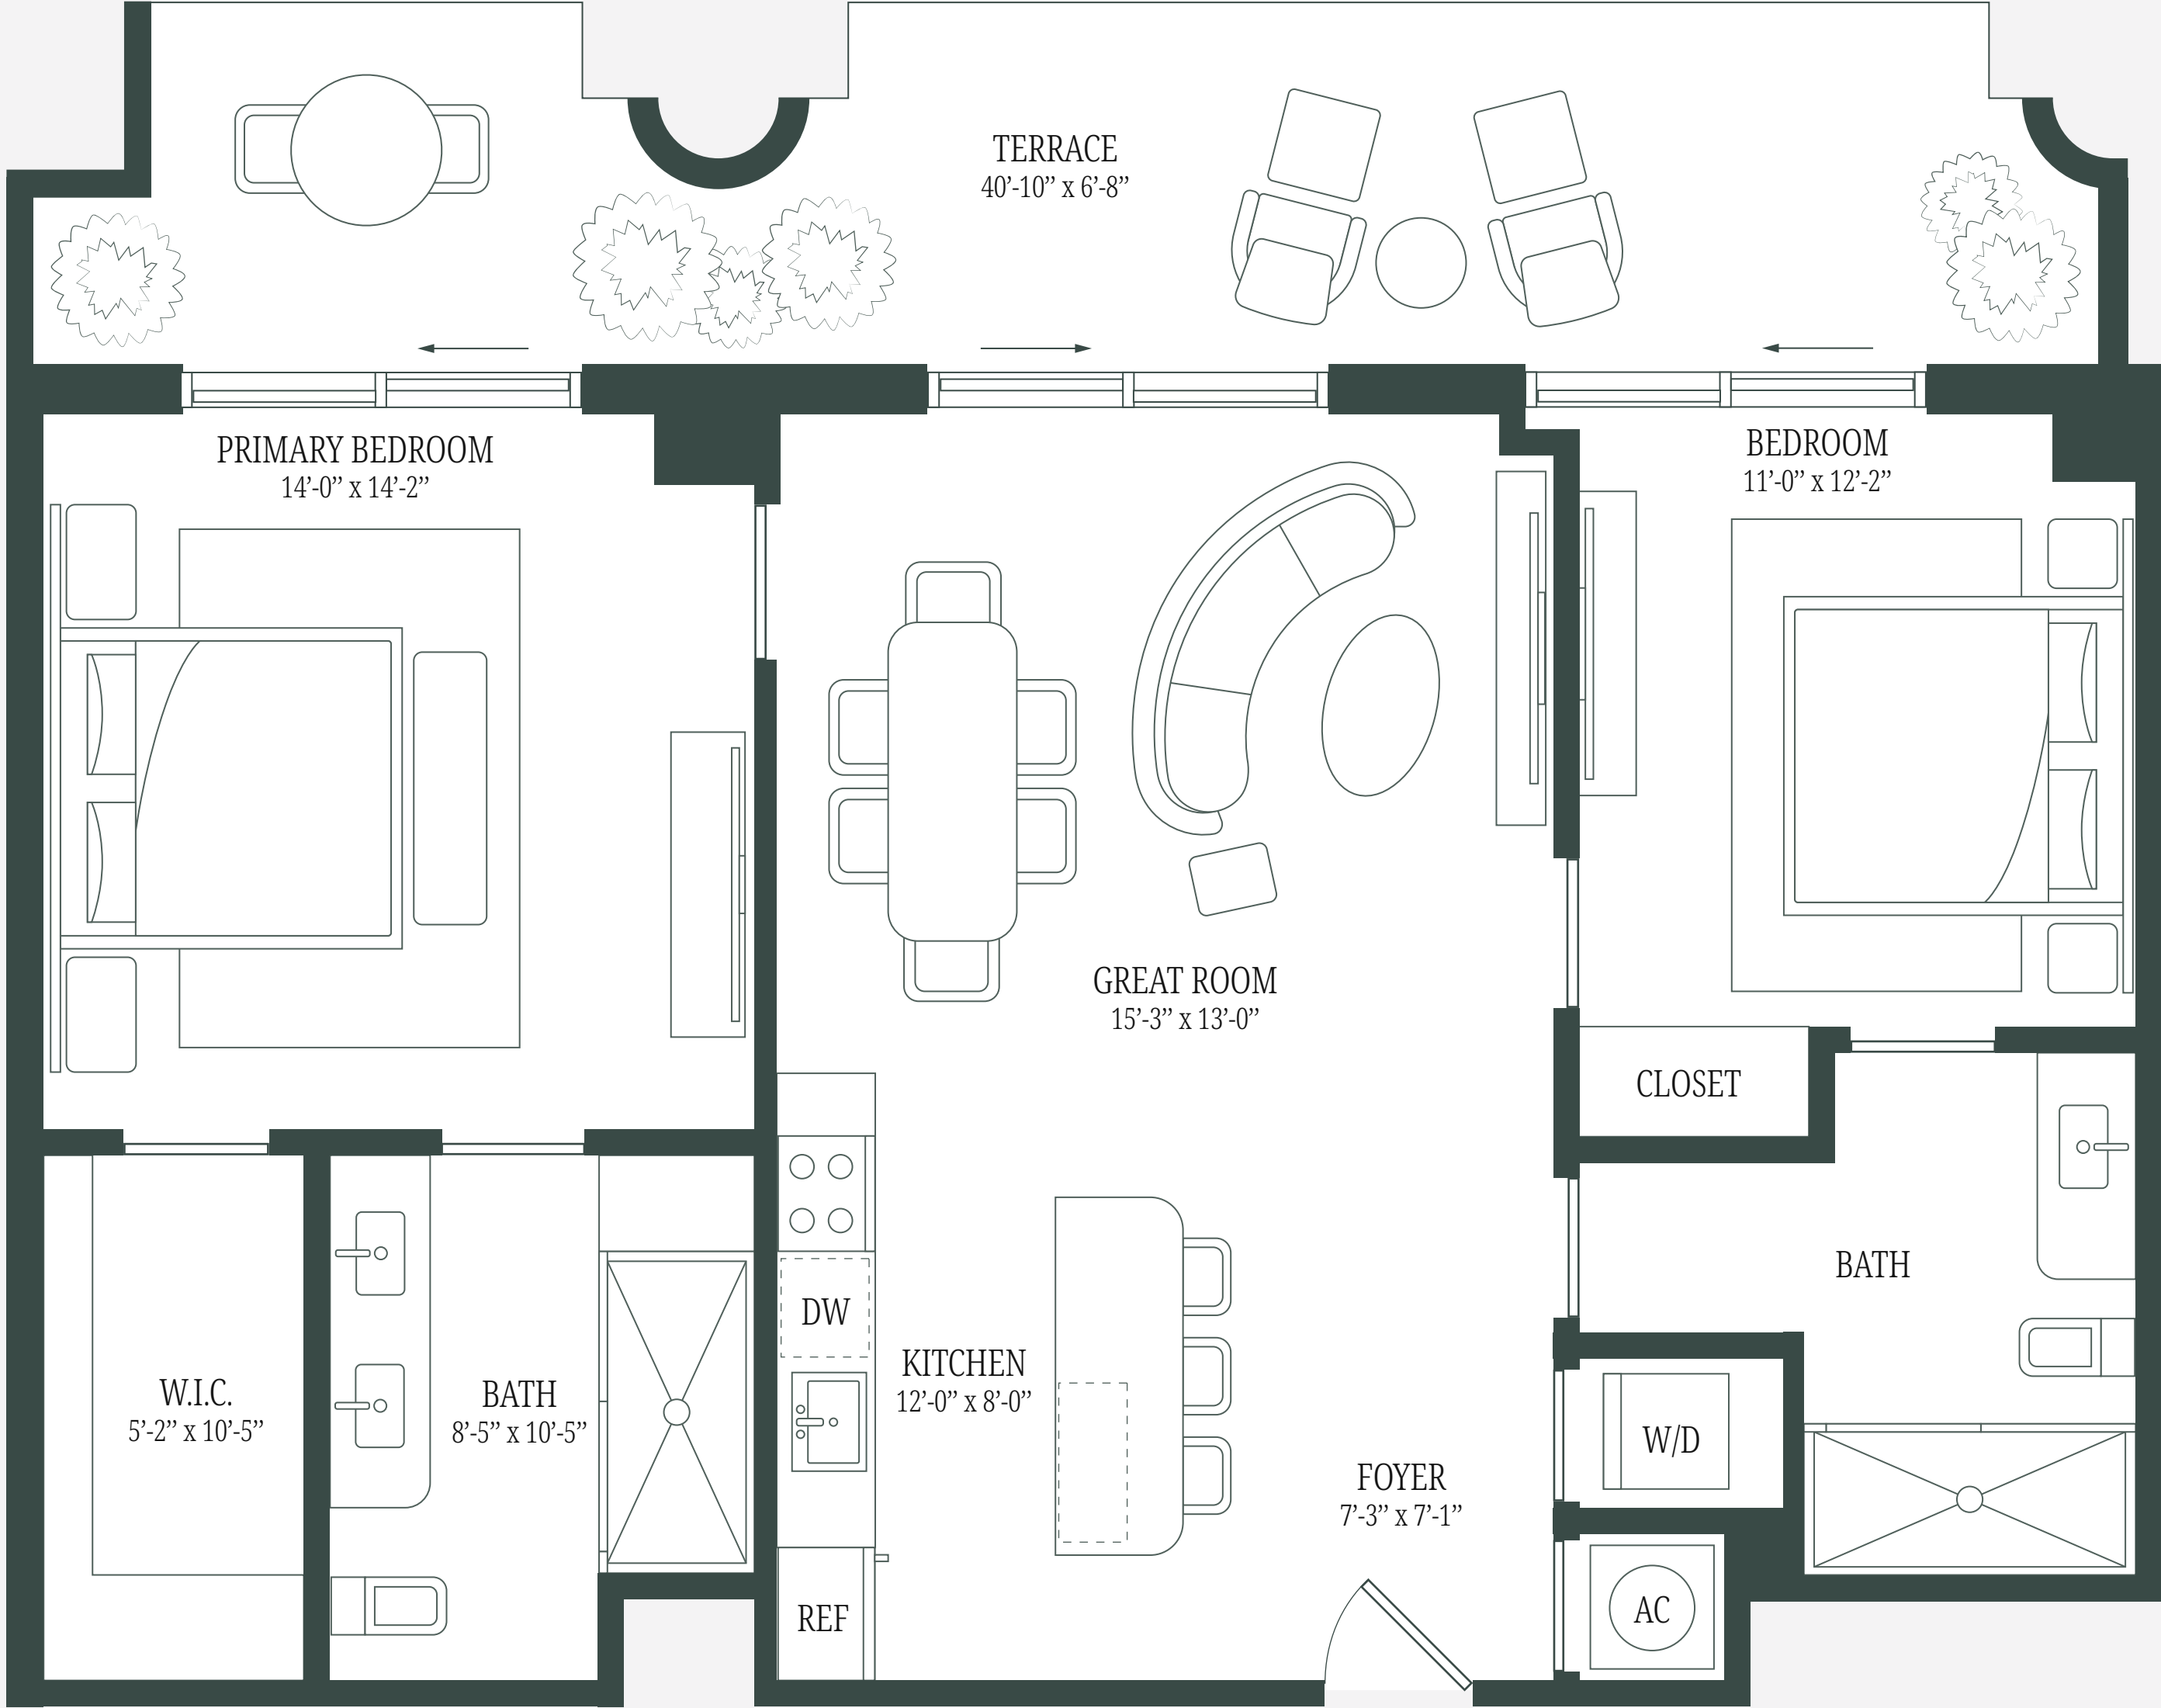 TERRACE
40’-10” x 6’-8”
PRIMARY BEDROOM
14’-0” x 14’-2”
BEDROOM
11’-0” x 12’-2”
GREAT ROOM
15’-3” x 13’-0”
CLOSET
BATH
DW
KITCHEN
12’-0” x 8’-0”
W.I.C.
5’-2” x 10’-5”
BATH
8’-5” x 10’-5”
W/D
FOYER
7’-3” x 7’-1”
REF
AC